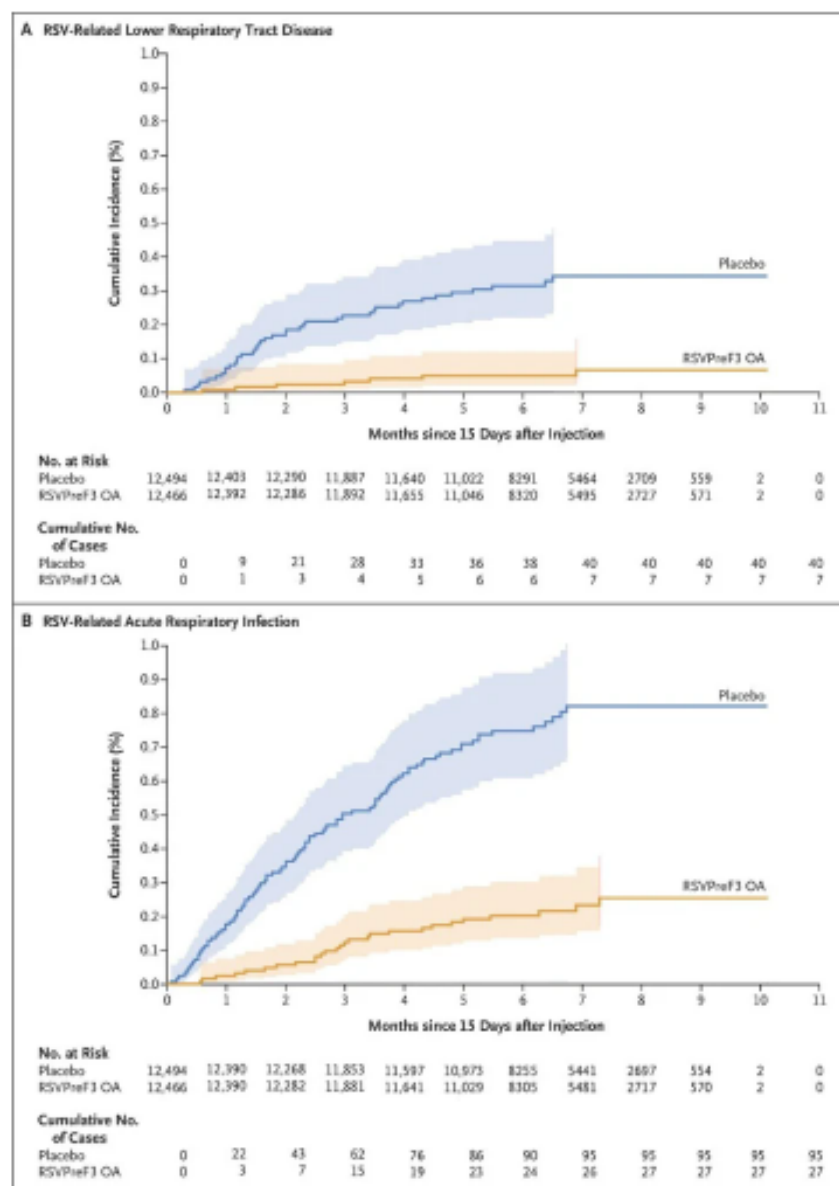 A RSV-Related Lower Respiratory Tract Disease
1.0
0.9
0.8
0.7
0.6
0.5
0.4
0.3
0.2
0.1
0.0
Cumulative Incidence (%)
Placebo
RSVPreF3 OA
0 1 2 3 4 5 6 7 8 9 10 11
Months since 15 Days after Injection
No. at Risk
Placebo 12,494 12,403 12,290 11,887 11,640 11,022 8291 5464 2709 559 2 0
RSVPreF3 OA 12,466 12,392 12,286 11,892 11,655 11,046 8320 5495 2727 571 2 0
Cumulative No.
of Cases
Placebo 0 9 21 28 33 36 38 40 40 40 40 40
RSVPreF3 OA 0 1 3 4 5 6 6 7 7 7 7 7
B RSV-Related Acute Respiratory Infection
1.0
0.9
0.8
0.7
0.6
0.5
0.4
0.3
0.2
0.1
0.0
Cumulative Incidence (%)
Placebo
RSVPreF3 OA
0 1 2 3 4 5 6 7 8 9 10 11
Months since 15 Days after Injection
No. at Risk
Placebo 12,494 12,390 12,268 11,853 11,597 10,973 8255 5441 2697 554 2 0
RSVPreF3 OA 12,466 12,390 12,282 11,881 11,641 11,029 8305 5481 2717 570 2 0
Cumulative No.
of Cases
Placebo 0 22 43 62 76 86 90 95 95 95 95 95
RSVPreF3 OA 0 3 7 15 19 23 24 26 27 27 27 27